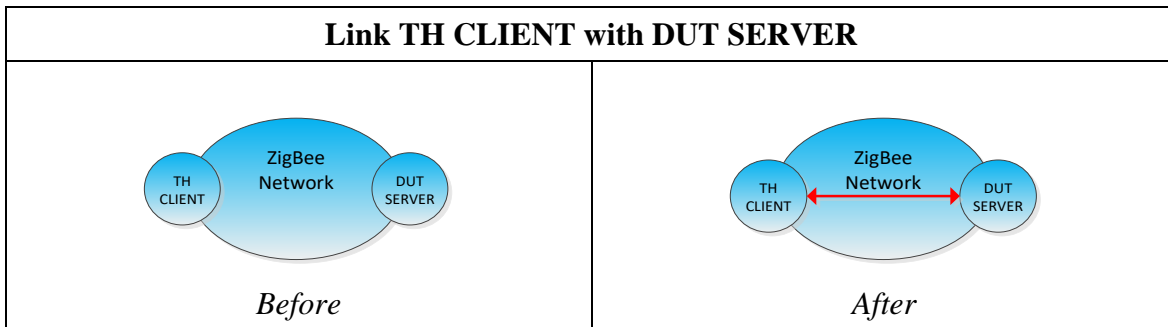 Link TH CLIENT with DUT SERVER
ZigBee
Network
TH
CLIENT
DUT
SERVER
Before
ZigBee
Network
TH
CLIENT
DUT
SERVER
After